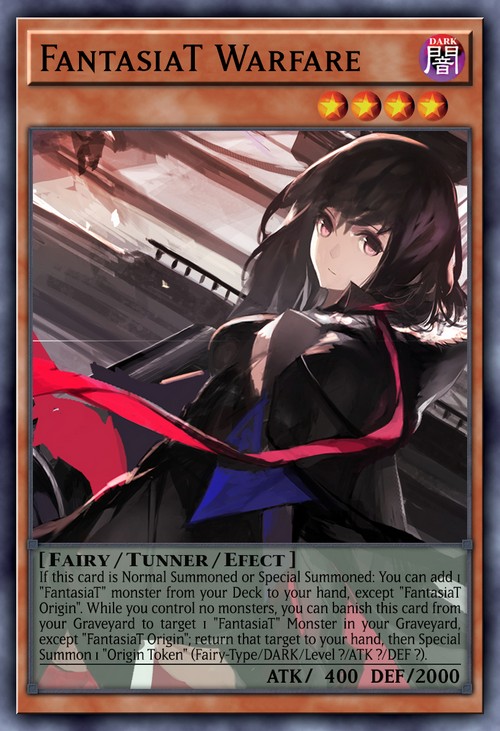 FantasiaT Warfare
DARK
闇
[ Fairy / Tunner / Efect ]
If this card is Normal Summoned or Special Summoned: You can add 1
"FantasiaT" monster from your Deck to your hand, except "FantasiaT
Origin". While you control no monsters, you can banish this card from
your Graveyard to target 1 "FantasiaT" Monster in your Graveyard,
except "FantasiaT Origin"; return that target to your hand, then Special
Summon 1 "Origin Token" (Fairy-Type/DARK/Level ?/ATK ?/DEF ?).
ATK/ 400 DEF/2000